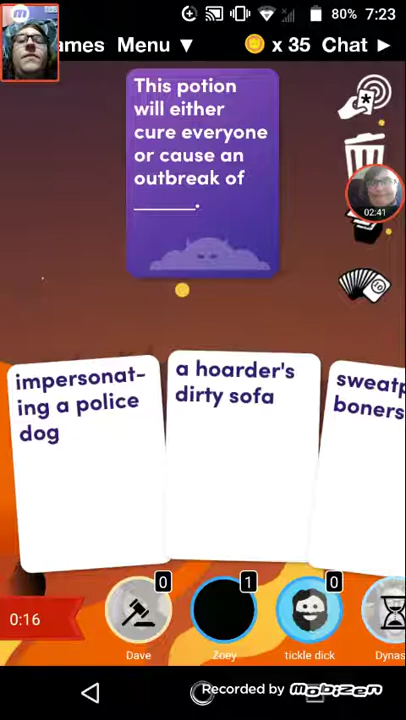 80% 7:23
ames Menu ▼ x 35 Chat ►
This potion
will either
cure everyone
or cause an
outbreak of
______.
02:41
impersonat-
ing a police
dog
a hoarder's
dirty sofa
sweatp
boners
0:16
0
1
0
Dave
Zoey
tickle dick
Dynas
Recorded by mobizen